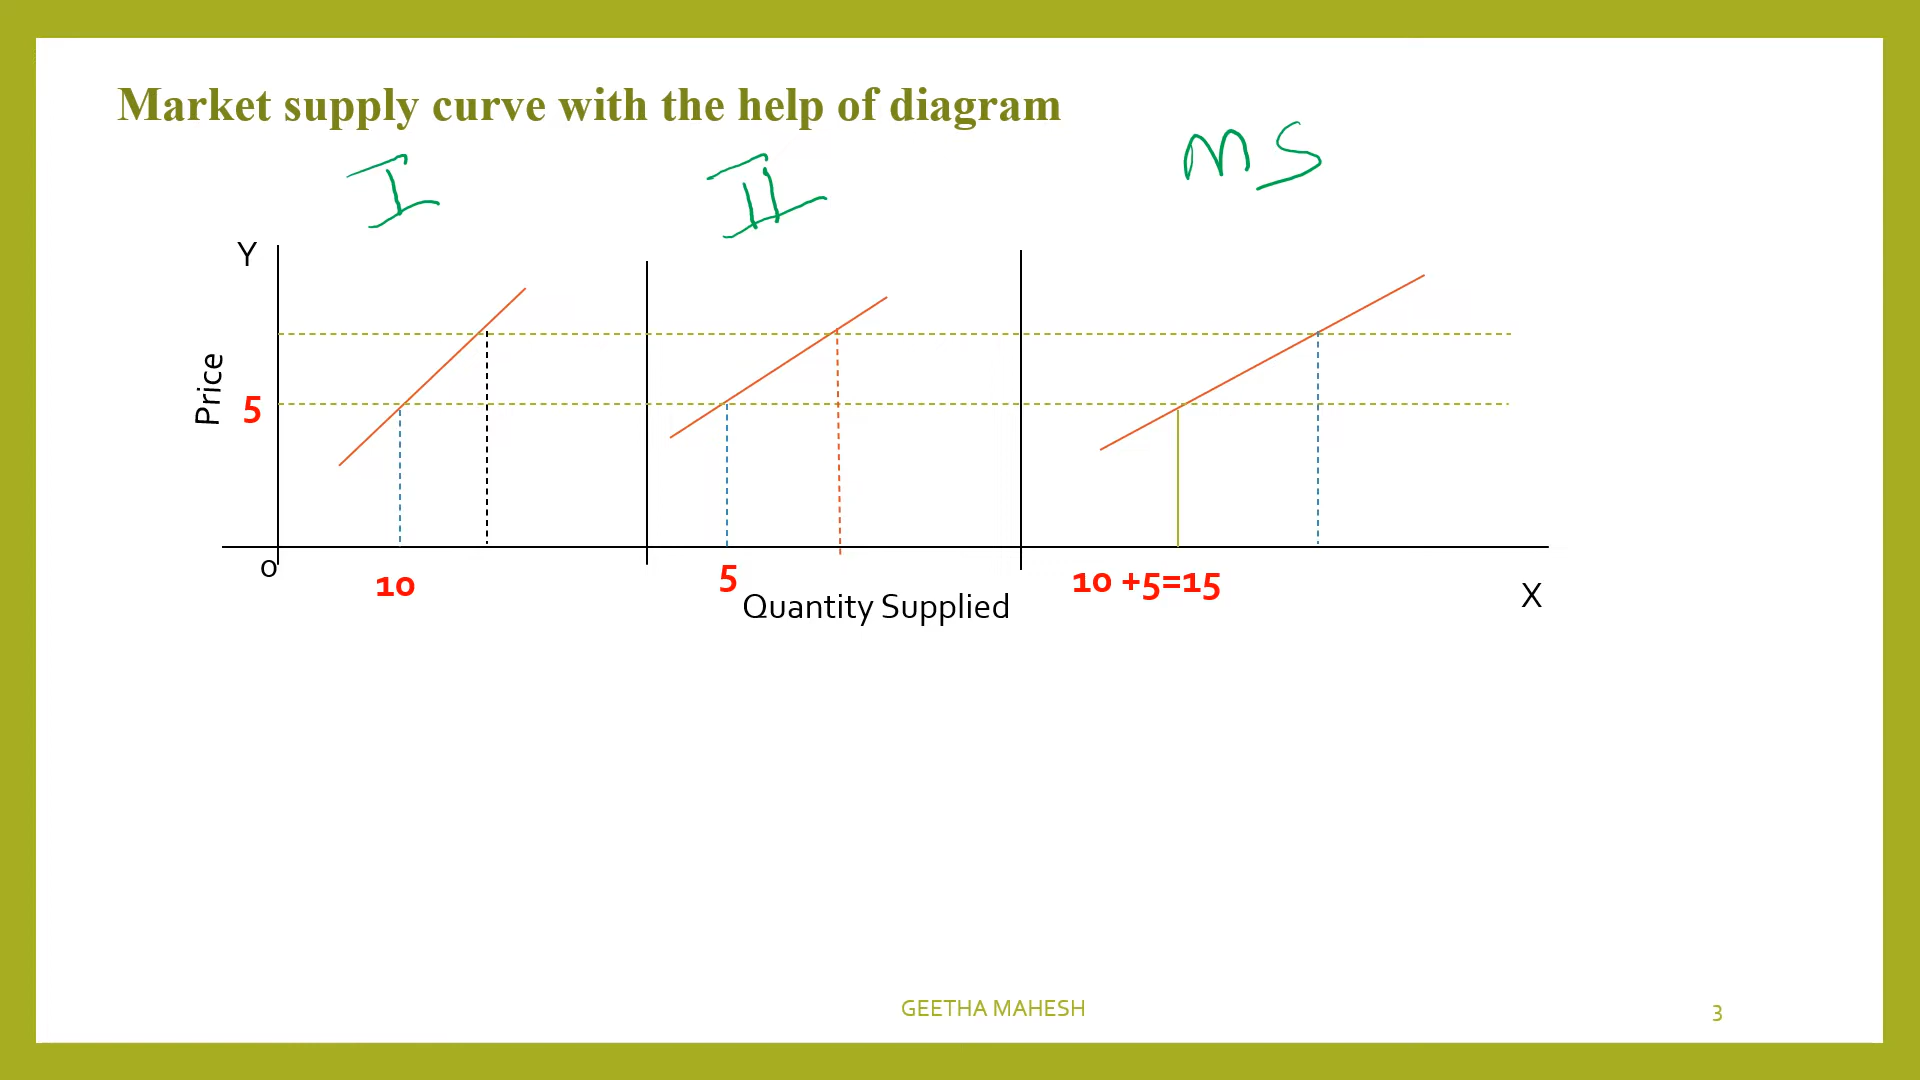 Market supply curve with the help of diagram
I
II
MS
Y
Price
5
0
10
5
10 +5=15
Quantity Supplied
X
GEETHA MAHESH
3